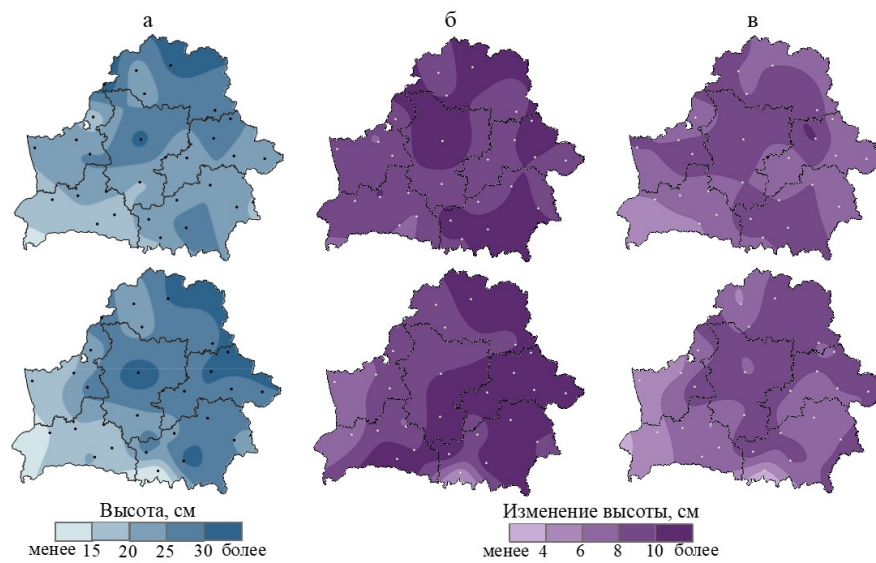 а б в
Высота, см
менее 15 20 25 30 более
Изменение высоты, см
менее 4 6 8 10 более